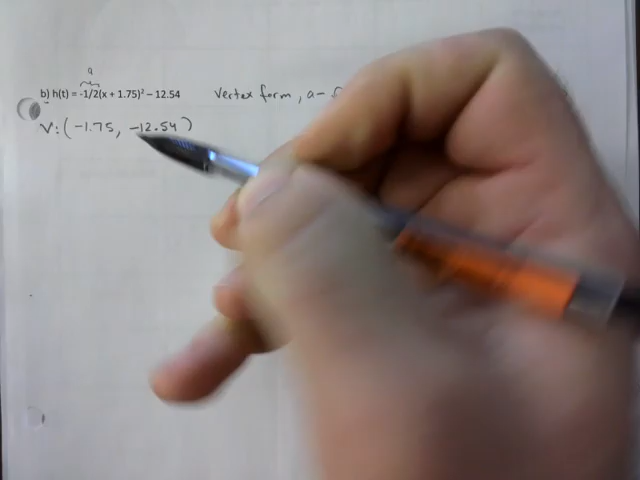 a
b) h(t) = -1/2(x + 1.75)² – 12.54 Vertex form, a-
V: (-1.75, -12.54)